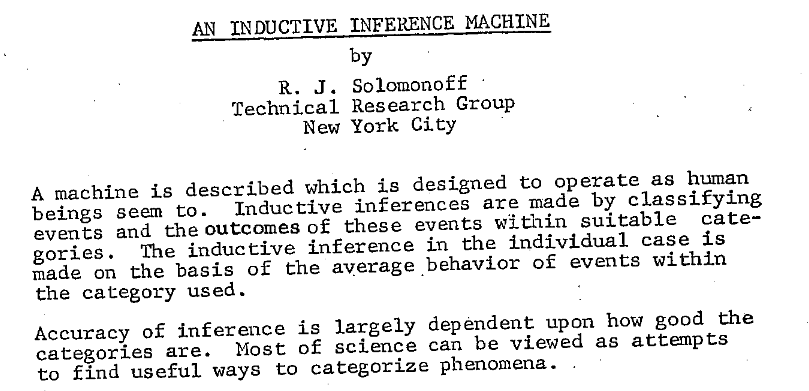 AN INDUCTIVE INFERENCE MACHINE
by
R. J. Solomonoff
Technical Research Group
New York City
A machine is described which is designed to operate as human
beings seem to. Inductive inferences are made by classifying
events and the outcomes of these events within suitable cate-
gories. The inductive inference in the individual case is
made on the basis of the average behavior of events within
the category used.
Accuracy of inference is largely dependent upon how good the
categories are. Most of science can be viewed as attempts
to find useful ways to categorize phenomena.